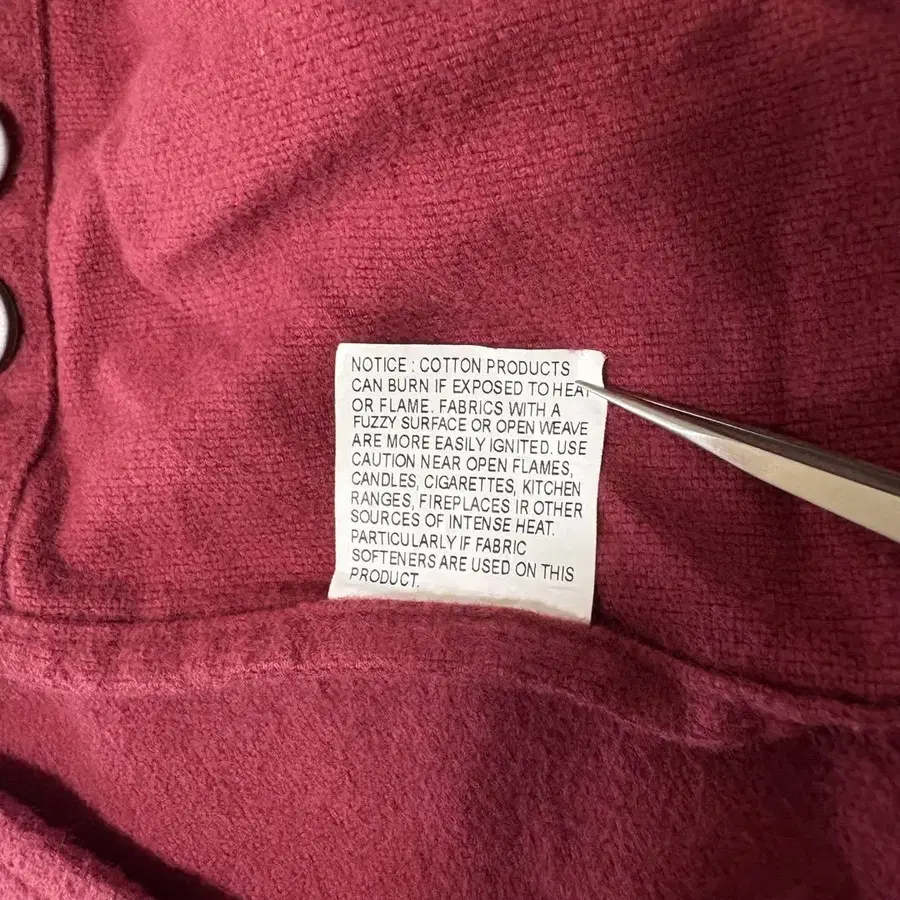 NOTICE : COTTON PRODUCTS
CAN BURN IF EXPOSED TO HEAT
OR FLAME. FABRICS WITH A
FUZZY SURFACE OR OPEN WEAVE
ARE MORE EASILY IGNITED. USE
CAUTION NEAR OPEN FLAMES,
CANDLES, CIGARETTES, KITCHEN
RANGES, FIREPLACES IR OTHER
SOURCES OF INTENSE HEAT.
PARTICULARLY IF FABRIC
SOFTENERS ARE USED ON THIS
PRODUCT.